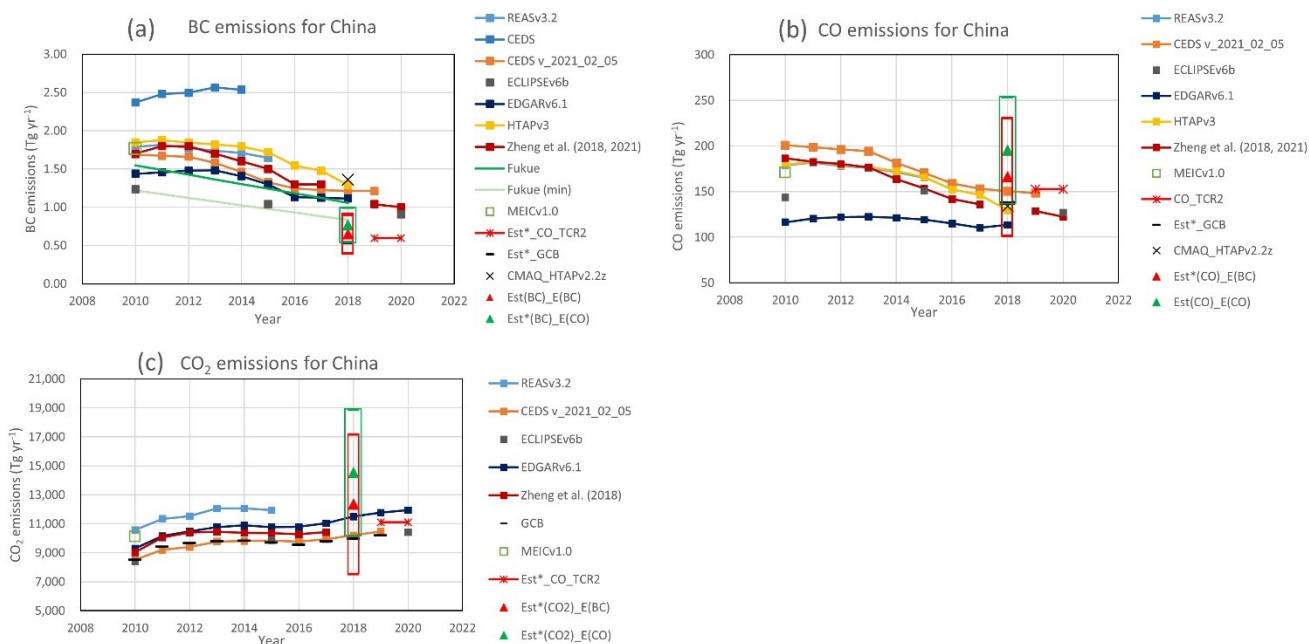 (a) BC emissions for China
BC emissions (Tg yr⁻¹)
3.00
2.50
2.00
1.50
1.00
0.50
0.00
2008 2010 2012 2014 2016 2018 2020 2022
Year
REASv3.2
CEDS
CEDS v_2021_02_05
ECLIPSEv6b
EDGARv6.1
HTAPv3
Zheng et al. (2018, 2021)
Fukue
Fukue (min)
MEICv1.0
Est*_CO_TCR2
Est*_GCB
CMAQ_HTAPv2.2z
Est(BC)_E(BC)
Est*(BC)_E(CO)
(b) CO emissions for China
CO emissions (Tg yr⁻¹)
300
250
200
150
100
50
2008 2010 2012 2014 2016 2018 2020 2022
Year
REASv3.2
CEDS v_2021_02_05
ECLIPSEv6b
EDGARv6.1
HTAPv3
Zheng et al. (2018, 2021)
MEICv1.0
CO_TCR2
Est*_GCB
CMAQ_HTAPv2.2z
Est*(CO)_E(BC)
Est(CO)_E(CO)
(c) CO₂ emissions for China
CO₂ emissions (Tg yr⁻¹)
21,000
19,000
17,000
15,000
13,000
11,000
9,000
7,000
5,000
2008 2010 2012 2014 2016 2018 2020 2022
Year
REASv3.2
CEDS v_2021_02_05
ECLIPSEv6b
EDGARv6.1
Zheng et al. (2018)
GCB
MEICv1.0
Est*_CO_TCR2
Est*(CO2)_E(BC)
Est*(CO2)_E(CO)